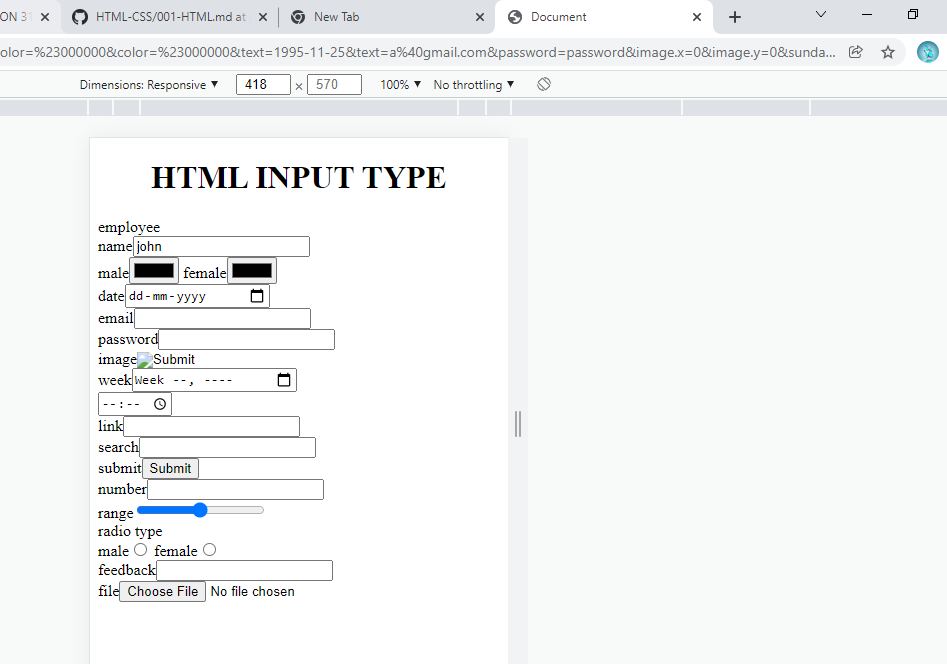 ON 31
HTML-CSS/001-HTML.md at
New Tab
Document
olor=%23000000&color=%23000000&text=1995-11-25&text=a%40gmail.com&password=password&image.x=0&image.y=0&sunda...
Dimensions: Responsive 418 × 570 100% No throttling
HTML INPUT TYPE
employee
name john
male female
date dd-mm-yyyy
email
password
image Submit
week Week --, ----
--:--
link
search
submit Submit
number
range
radio type
male female
feedback
file Choose File No file chosen